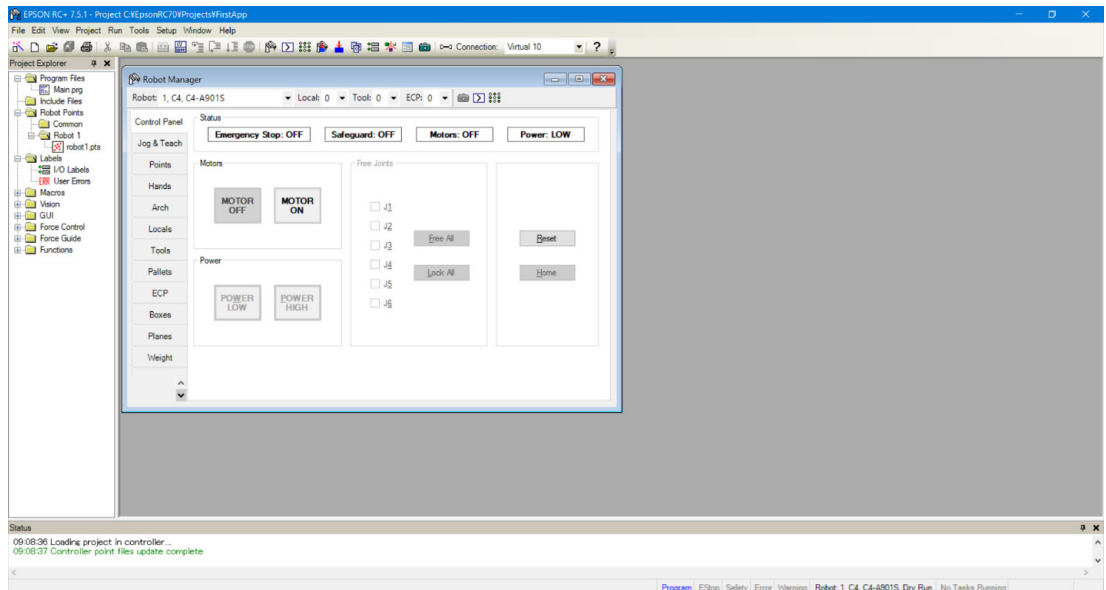 EPSON RC+ 7.5.1 - Project C:¥EpsonRC70¥Projects¥FirstApp
File Edit View Project Run Tools Setup Window Help
Connection: Virtual 10
Project Explorer
Program Files
Main.prg
Include Files
Robot Points
Common
Robot 1
robot1.pts
Labels
I/O Labels
User Errors
Macros
Vision
GUI
Force Control
Force Guide
Functions
Robot Manager
Robot: 1, C4, C4-A901S Local: 0 Tool: 0 ECP: 0
Control Panel
Jog & Teach
Points
Hands
Arch
Locals
Tools
Pallets
ECP
Boxes
Planes
Weight
Status
Emergency Stop: OFF Safeguard: OFF Motors: OFF Power: LOW
Motors
MOTOR OFF
MOTOR ON
Power
POWER LOW
POWER HIGH
Free Joints
J1
J2
J3
J4
J5
J6
Free All
Lock All
Reset
Home
Status
09:08:36 Loading project in controller...
09:08:37 Controller point files update complete
Program EStop Safety Error Warning Robot: 1, C4, C4-A901S, Dry Run No Tasks Running